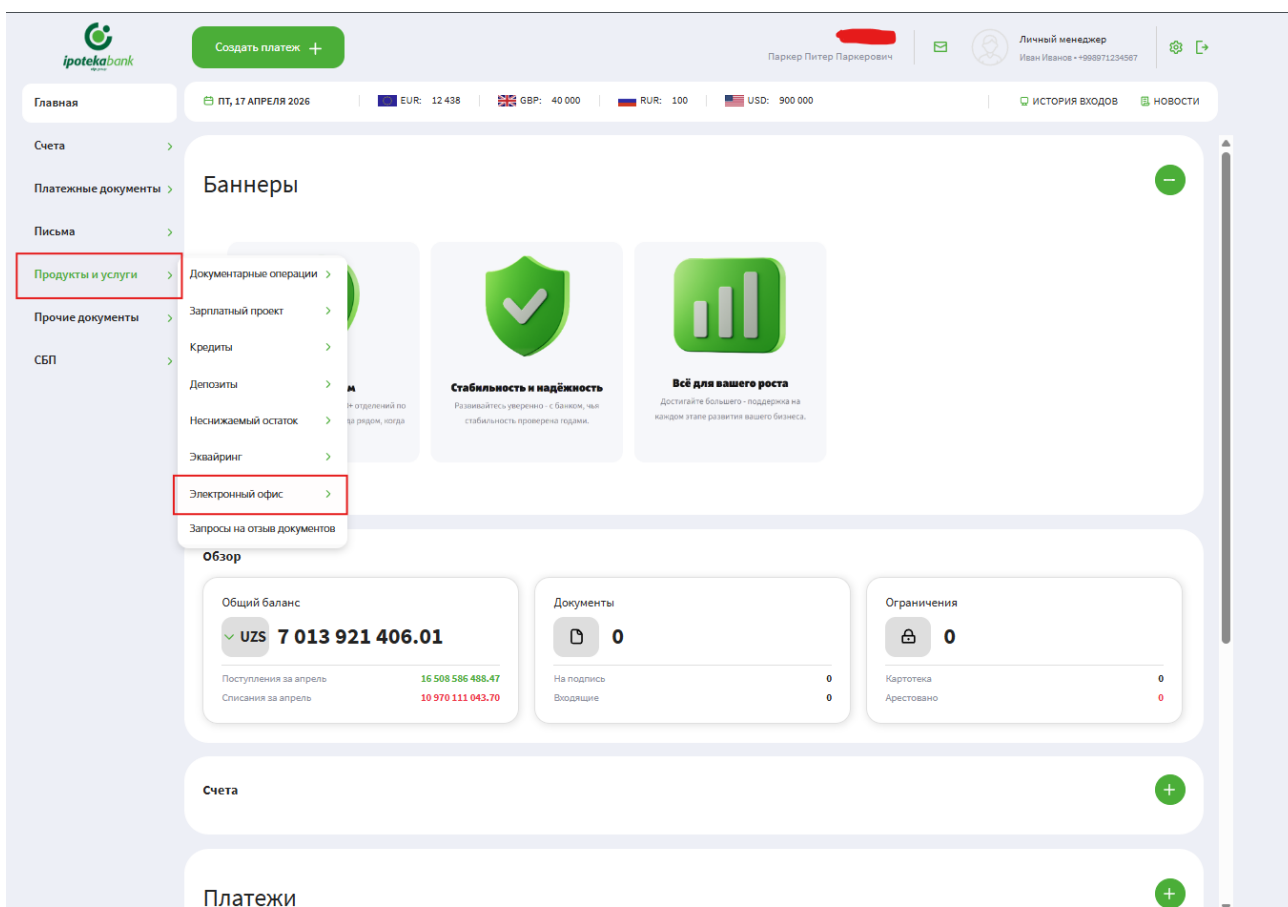 ipotekabank
Создать платеж +
Паркер Питер Паркерович
Личный менеджер
Иван Иванов • +998971234567
Главная
ПТ, 17 АПРЕЛЯ 2026
EUR: 12 438
GBP: 40 000
RUR: 100
USD: 900 000
ИСТОРИЯ ВХОДОВ
НОВОСТИ
Счета
Платежные документы
Письма
Продукты и услуги
Прочие документы
СБП
Баннеры
Документарные операции
Зарплатный проект
Кредиты
Депозиты
Неснижаемый остаток
Эквайринг
Электронный офис
Запросы на отзыв документов
отделений по
рядом, когда
Стабильность и надёжность
Развивайтесь уверенно - с банком, чья
стабильность проверена годами.
Всё для вашего роста
Достигайте большего - поддержка на
каждом этапе развития вашего бизнеса.
Обзор
Общий баланс
UZS 7 013 921 406.01
Поступления за апрель 16 508 586 488.47
Списания за апрель 10 970 111 043.70
Документы
0
На подпись 0
Входящие 0
Ограничения
0
Картотека 0
Арестовано 0
Счета
Платежи